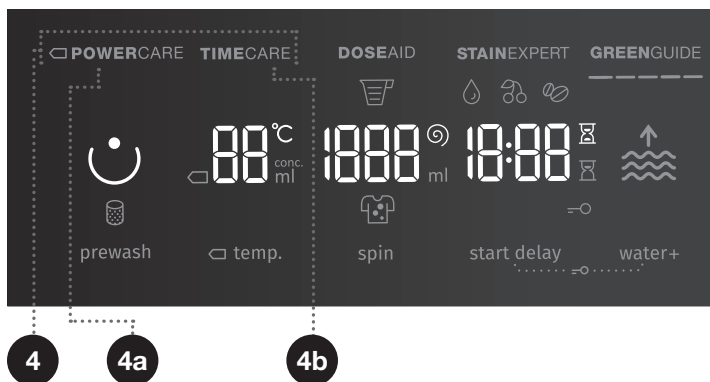 POWERCARE TIMECARE DOSEAID STAINEXPERT GREENGUIDE
88 °C 1888 18:88
conc.
ml ml
prewash temp. spin start delay water+
4 4a 4b